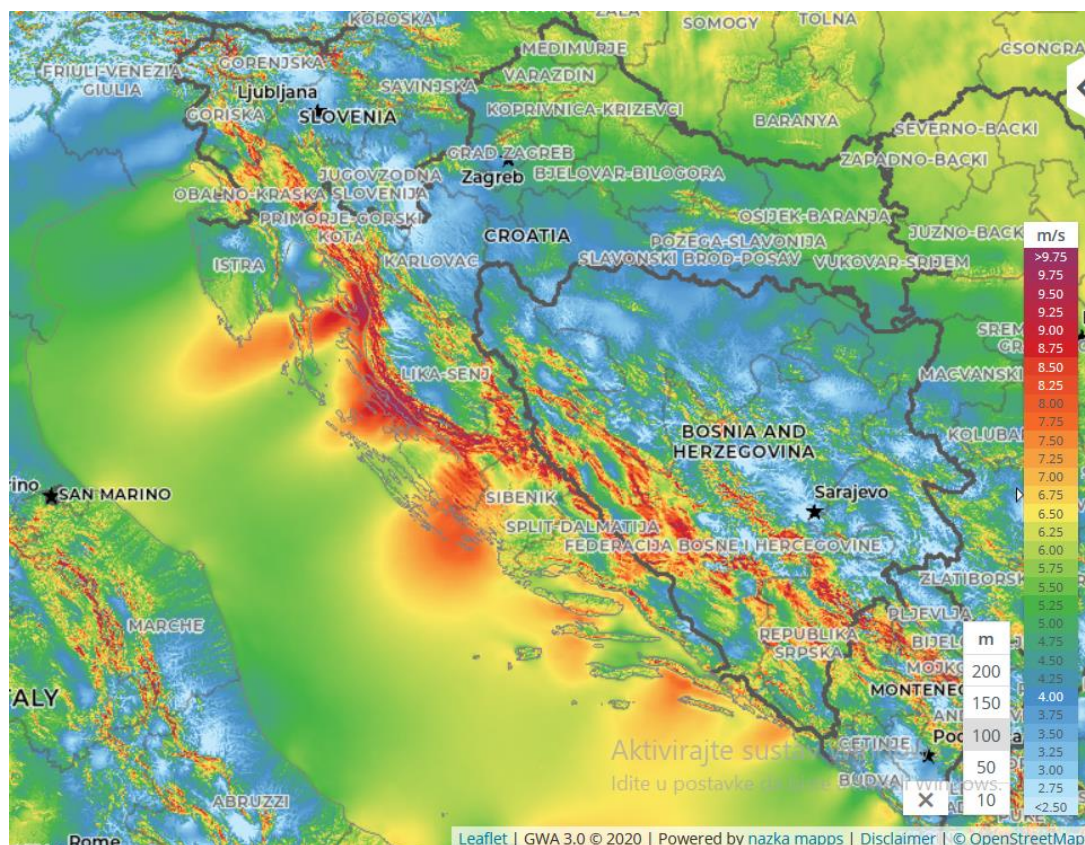 KOROSKA
ZALA
SOMOGY
TOLNA
MEDIMURJE
CSONGRA
FRIULI-VENEZIA
GIULIA
GORENJSKA
SAVINJSKA
VARAZDIN
Ljubljana
KOPRIVNICA-KRIZEVCI
GORISKA
SLOVENIA
BARANYA
SEVERNO-BACKI
GRAD ZAGREB
ZAPADNO-BACKI
Zagreb
BJELOVAR-BILOGORA
JUGOVZODNA
SLOVENIJA
OBALNO-KRASKA
PRIMORJE-GORSKI
KOTA
OSIJEK-BARANJA
CROATIA
POZEGA-SLAVONIJA
JUZNO-BACK
ISTRA
KARLOVAC
SLAVONSKI BROD-POSAV
VUKOVAR-SRIJEM
m/s
>9.75
9.75
9.50
9.25
9.00
8.75
8.50
8.25
8.00
7.75
7.50
7.25
7.00
6.75
6.50
6.25
6.00
5.75
5.50
5.25
5.00
4.75
4.50
4.25
4.00
3.75
3.50
3.25
3.00
2.75
<2.50
SREM
LIKA-SENJ
MACVANSKI
BOSNIA AND
HERZEGOVINA
KOLUBAR
SAN MARINO
SIBENIK
Sarajevo
SPLIT-DALMATIJA
FEDERACIJA BOSNE I HERCEGOVINE
ZLATIBORSK
MARCHE
PLJEVLJA
REPUBLIKA
SRPSKA
BIJELO
MOJKO
ITALY
MONTENEG
CETINJE
BUDVA
ABRUZZI
Rome
m
200
150
100
50
10
Aktivirajte sust
Idite u postavke
Windows.
Leaflet | GWA 3.0 © 2020 | Powered by nazka mapps | Disclaimer | © OpenStreetMap